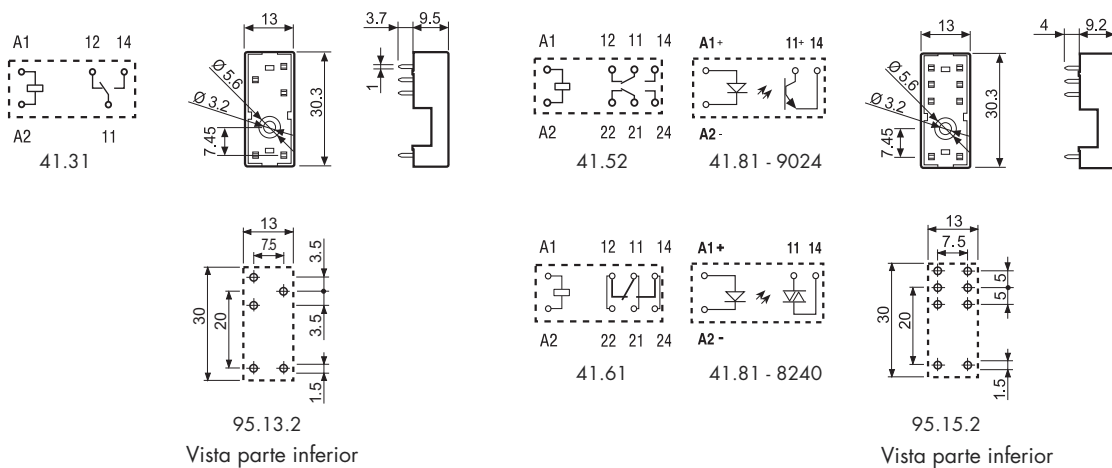 A1 12 14
A2 11
41.31
13
Ø 5.6
Ø 3.2
7.45
30.3
3.7 9.5
1
A1 12 11 14
A2 22 21 24
41.52
A1+ 11+ 14
A2-
41.81 - 9024
13
Ø 5.6
Ø 3.2
7.45
30.3
4 9.2
13
7.5
3.5
30
20
3.5
1.5
95.13.2
Vista parte inferior
A1 12 11 14
A2 22 21 24
41.61
A1+ 11 14
A2-
41.81 - 8240
13
7.5
5
5
30
20
1.5
95.15.2
Vista parte inferior